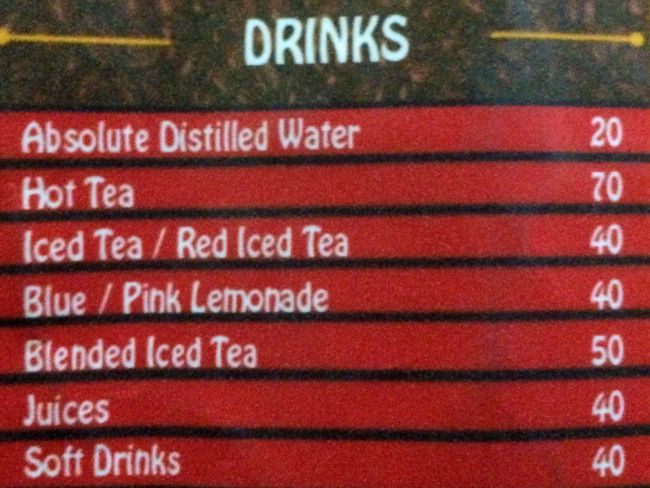 DRINKS
Absolute Distilled Water 20
Hot Tea 70
Iced Tea / Red Iced Tea 40
Blue / Pink Lemonade 40
Blended Iced Tea 50
Juices 40
Soft Drinks 40